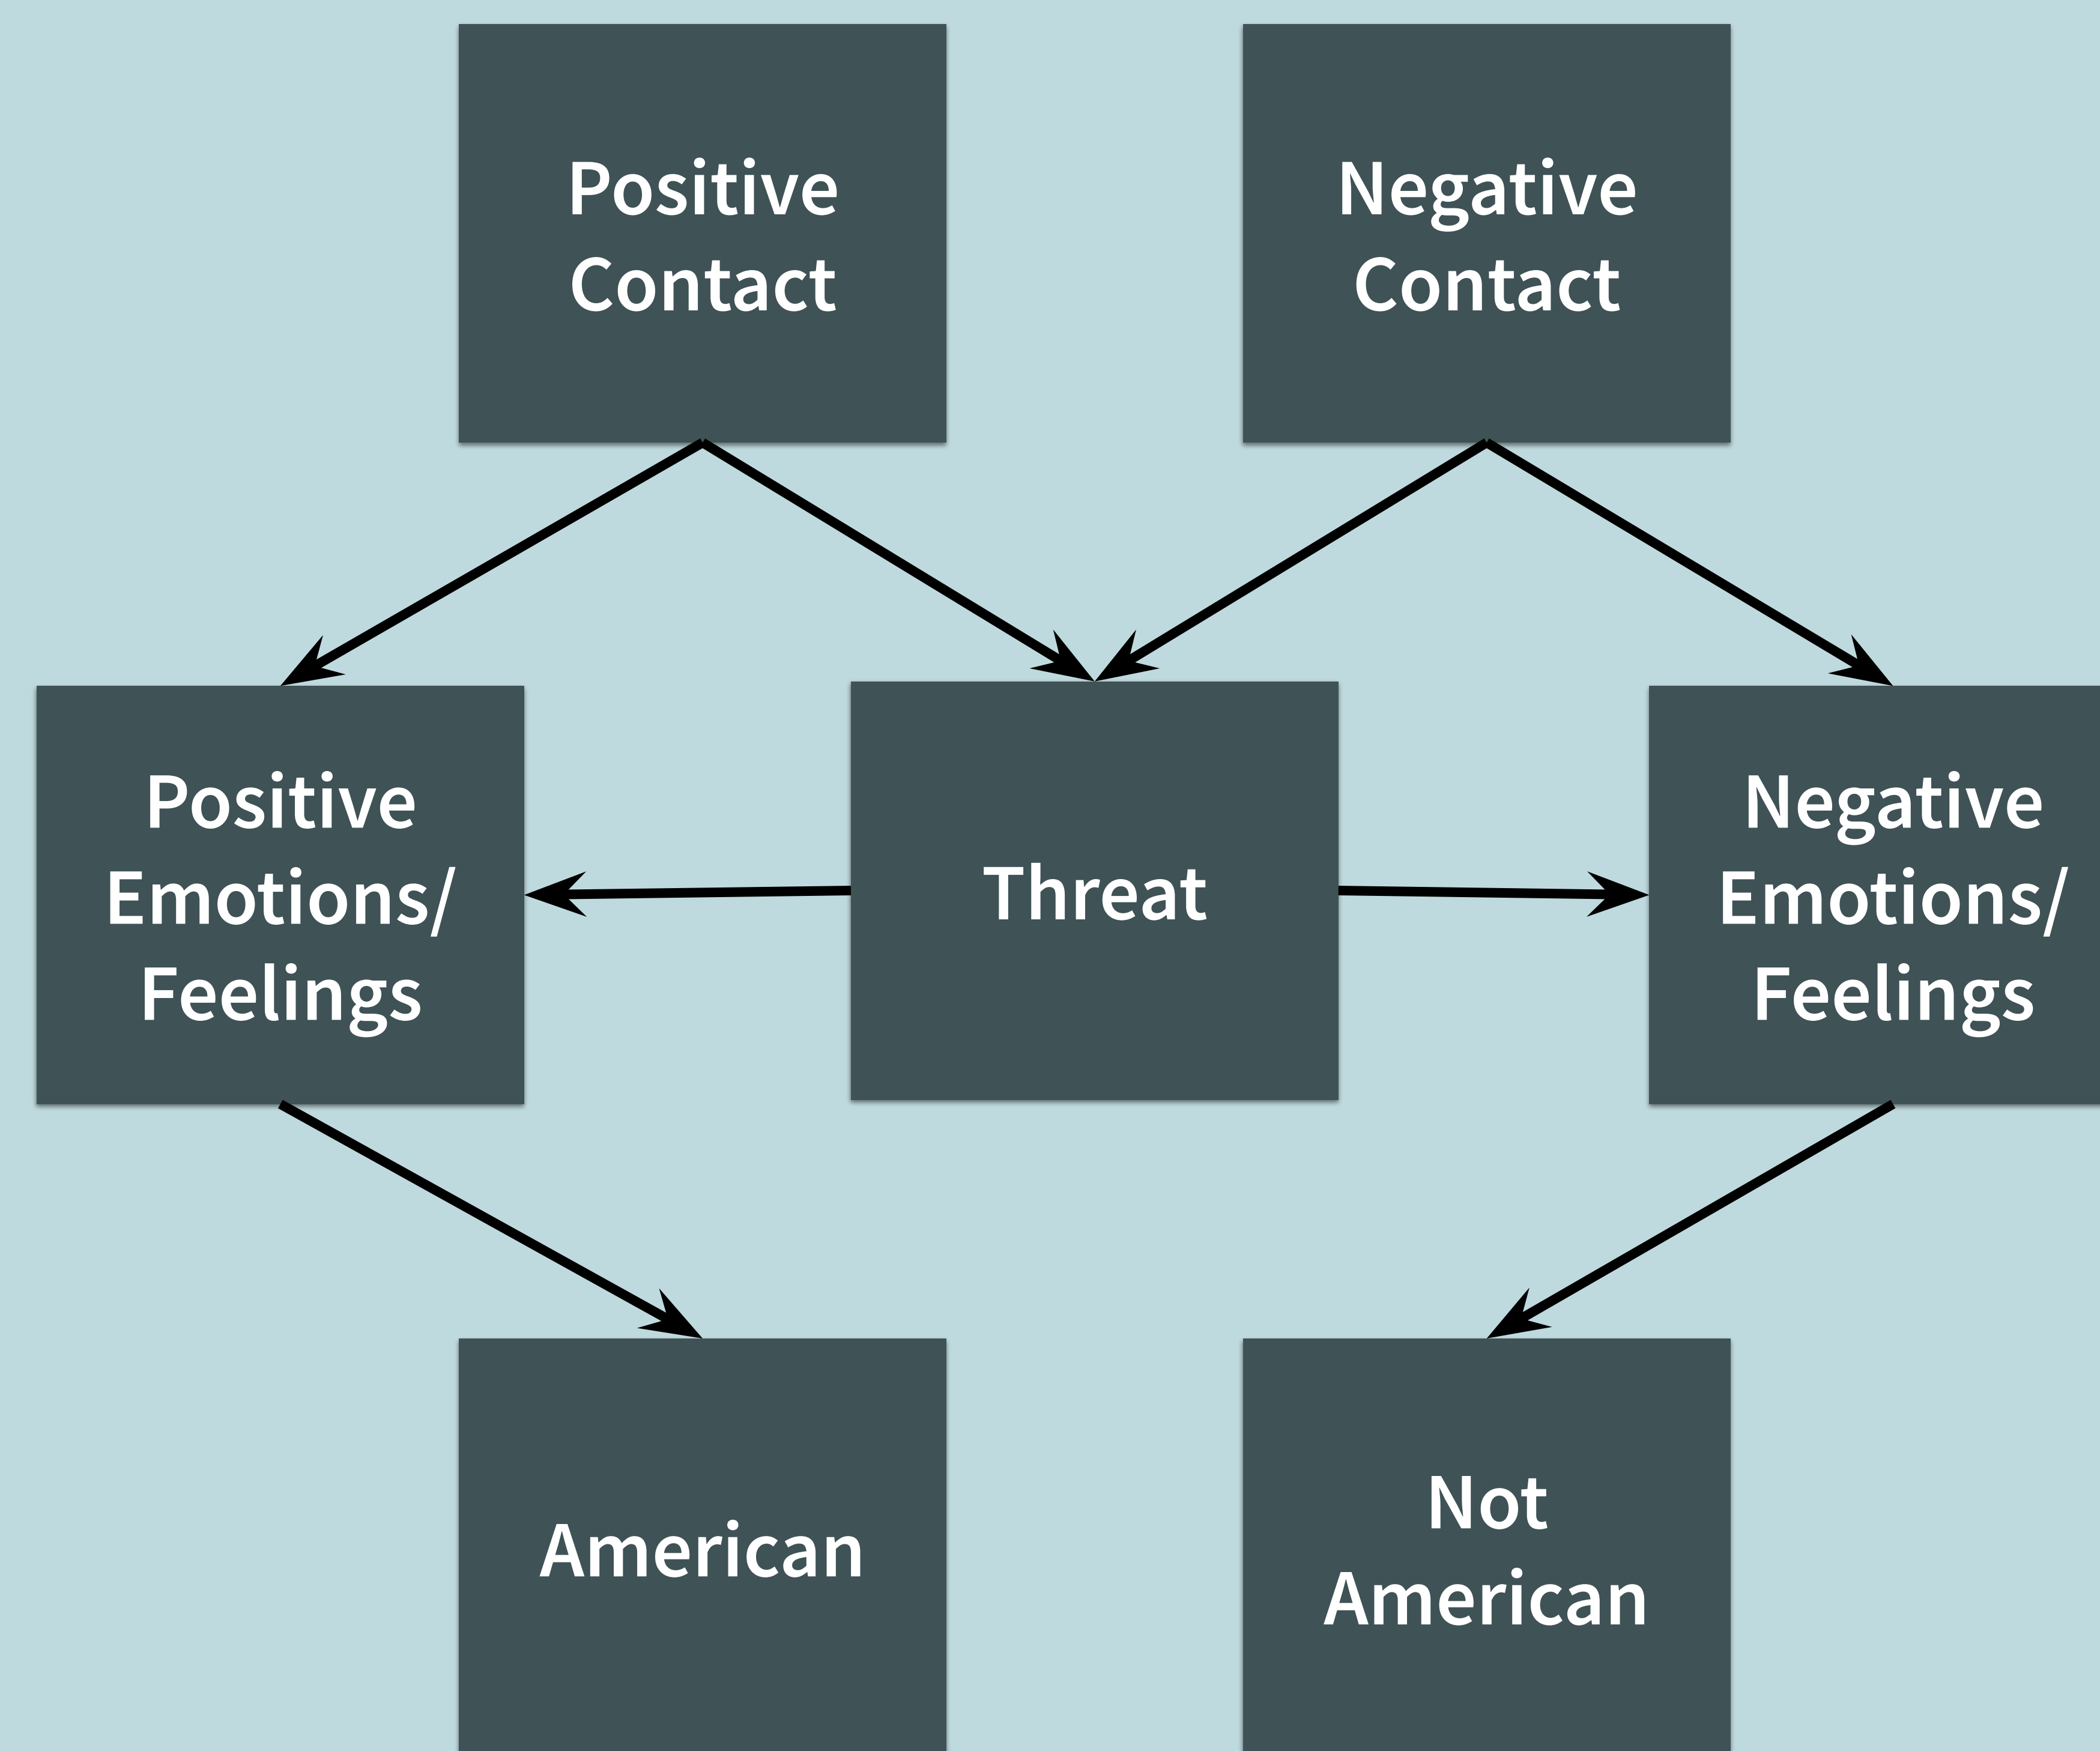 Positive
Contact
Negative
Contact
Positive
Emotions/
Feelings
Threat
Negative
Emotions/
Feelings
American
Not
American